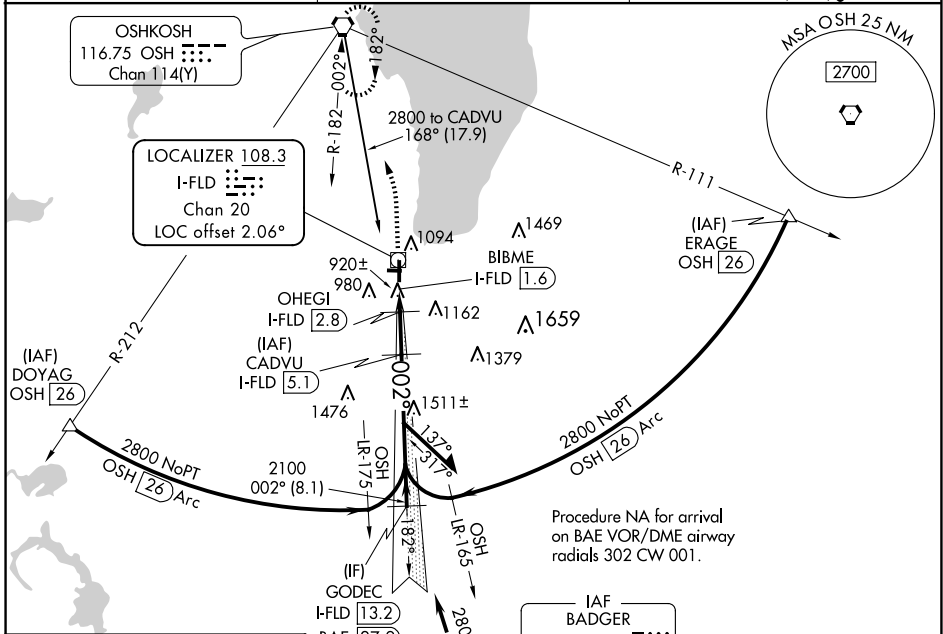 OSHKOSH
116.75 OSH
Chan 114(Y)
R-182
002°
182°
2800 to CADVU
168° (17.9)
MSA OSH 25 NM
2700
LOCALIZER 108.3
I-FLD
Chan 20
LOC offset 2.06°
R-111
(IAF)
ERAGE
OSH 26
1094
1469
BIBME
I-FLD 1.6
920±
980
OHEGI
I-FLD 2.8
1162
1659
(IAF)
CADVU
I-FLD 5.1
1379
R-212
(IAF)
DOYAG
OSH 26
002°
1476
1511±
137°
317°
2800 NoPT
OSH 26 Arc
2800 NoPT
OSH 26 Arc
OSH
LR-175
2100
002° (8.1)
182°
OSH
LR-165
Procedure NA for arrival
on BAE VOR/DME airway
radials 302 CW 001.
(IF)
GODEC
I-FLD 13.2
IAF
BADGER